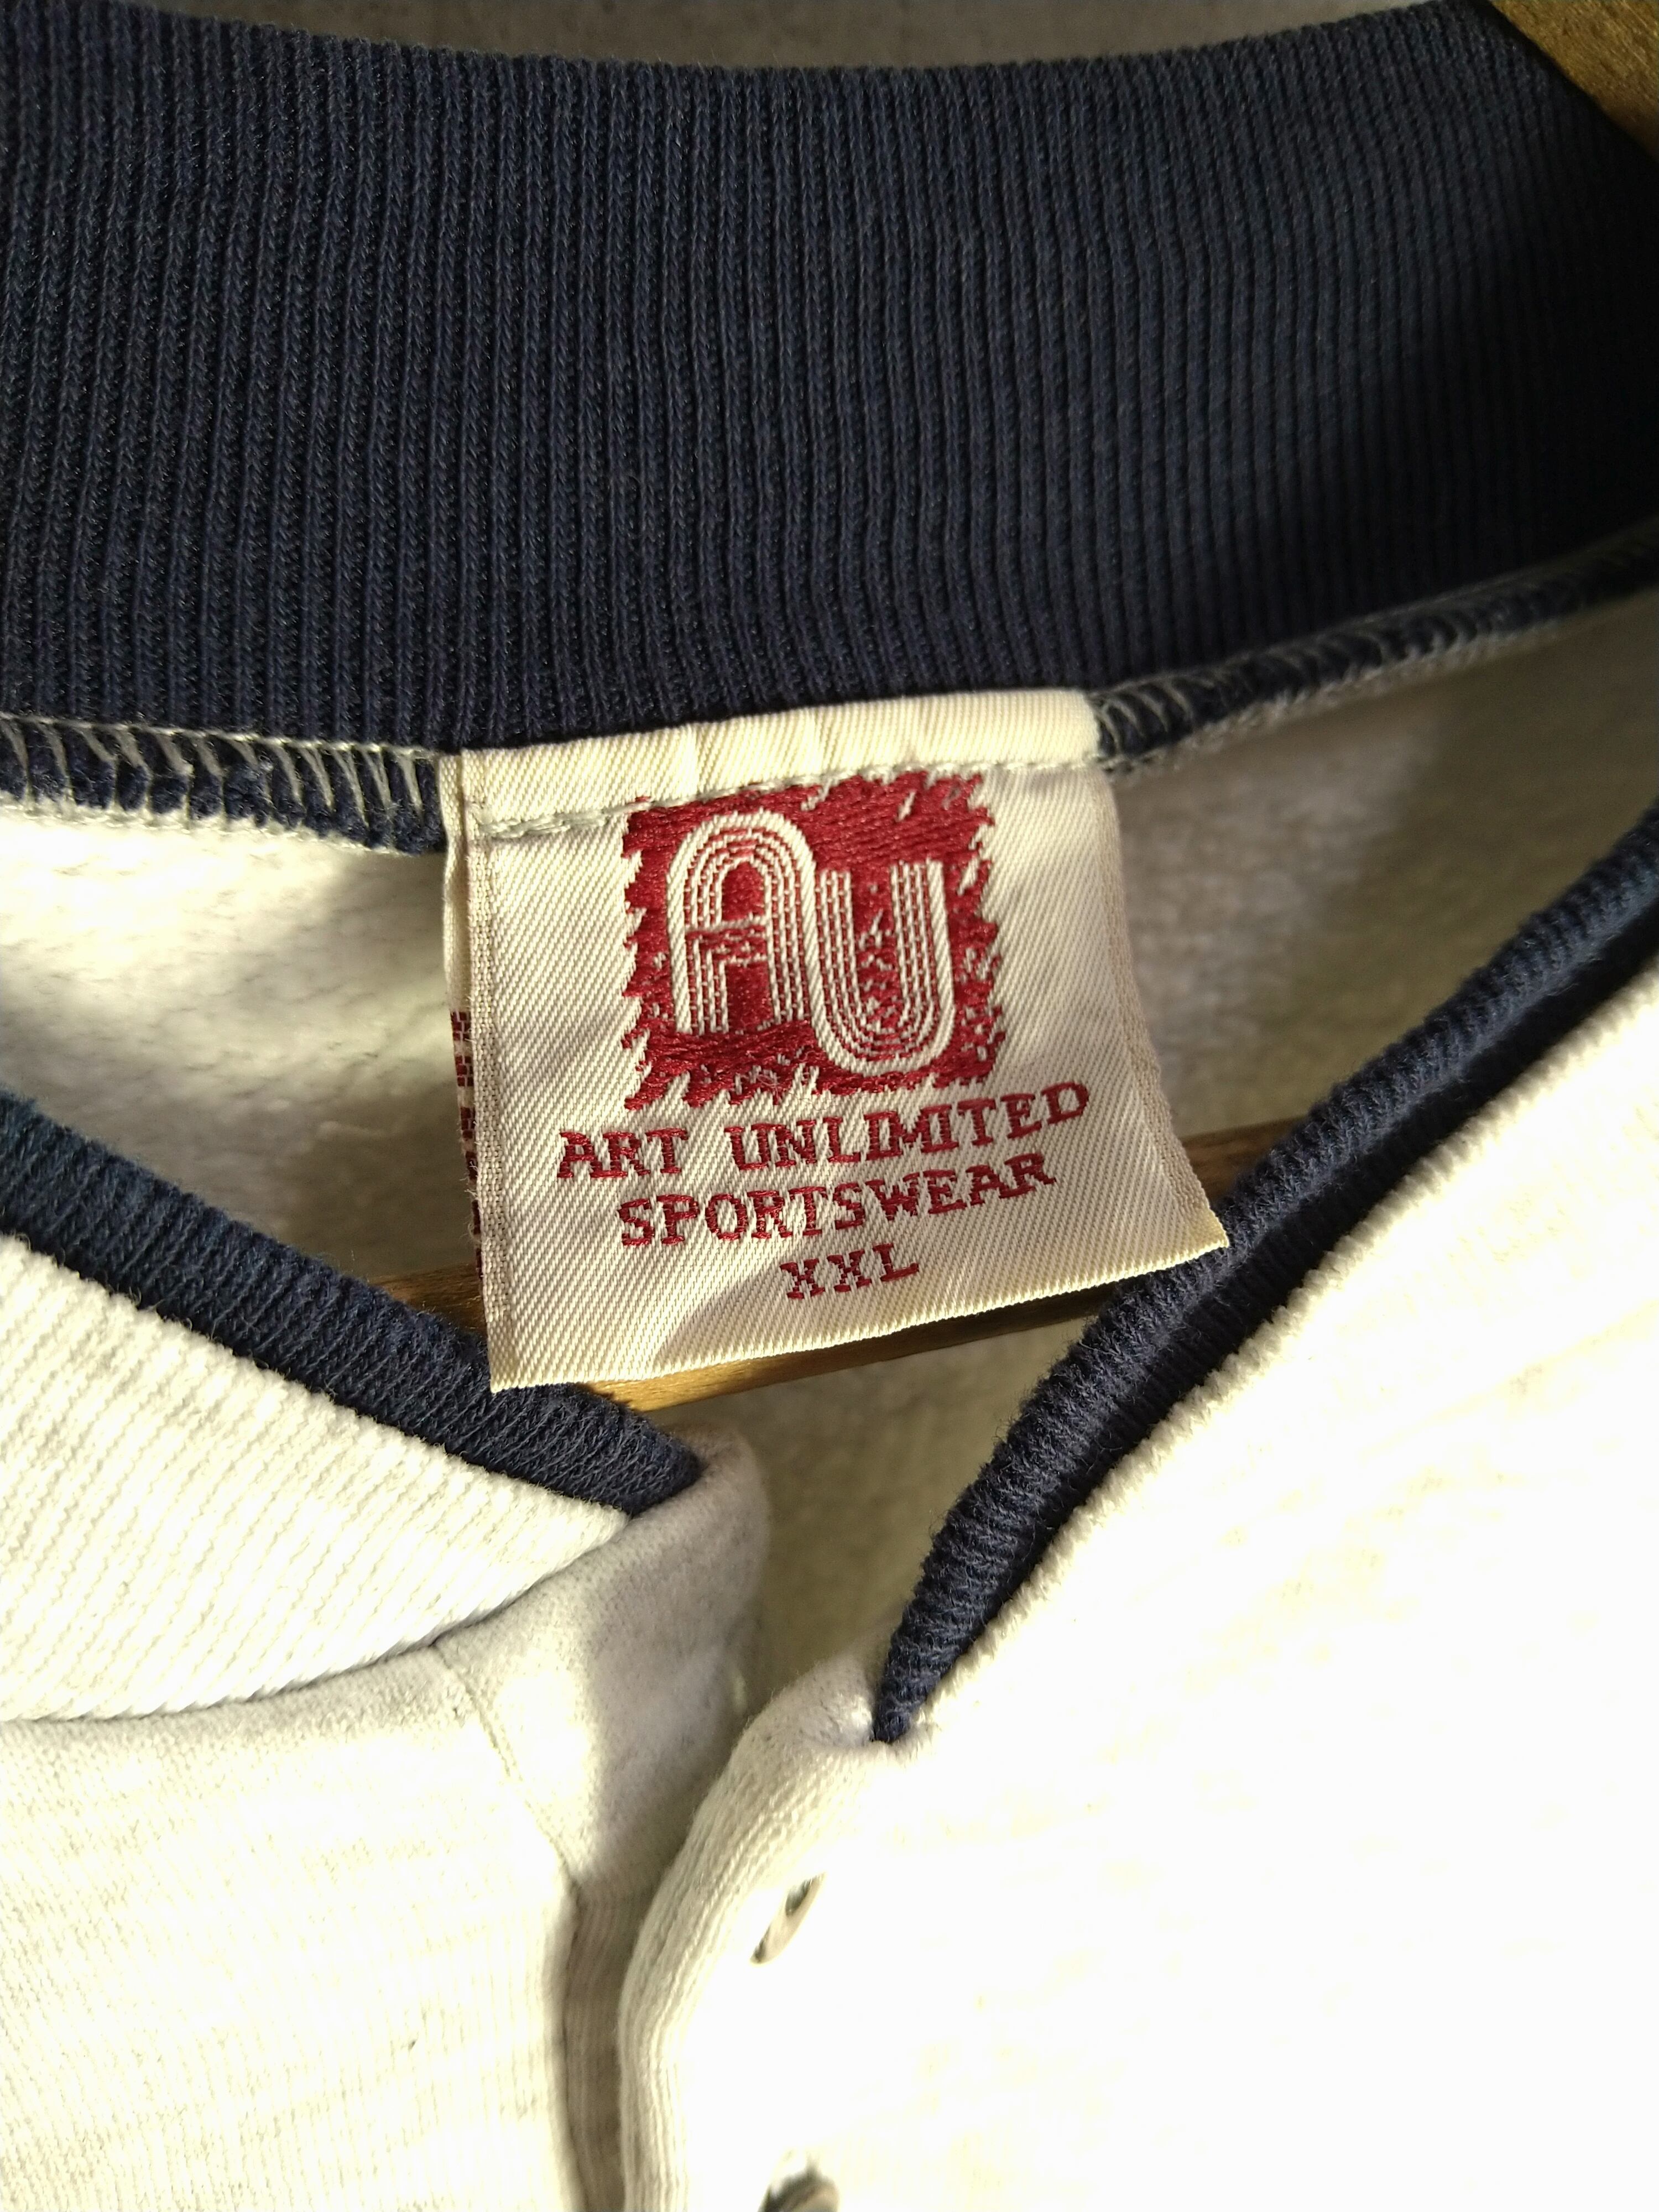 AU
ART UNLIMITED
SPORTSWEAR
XXL